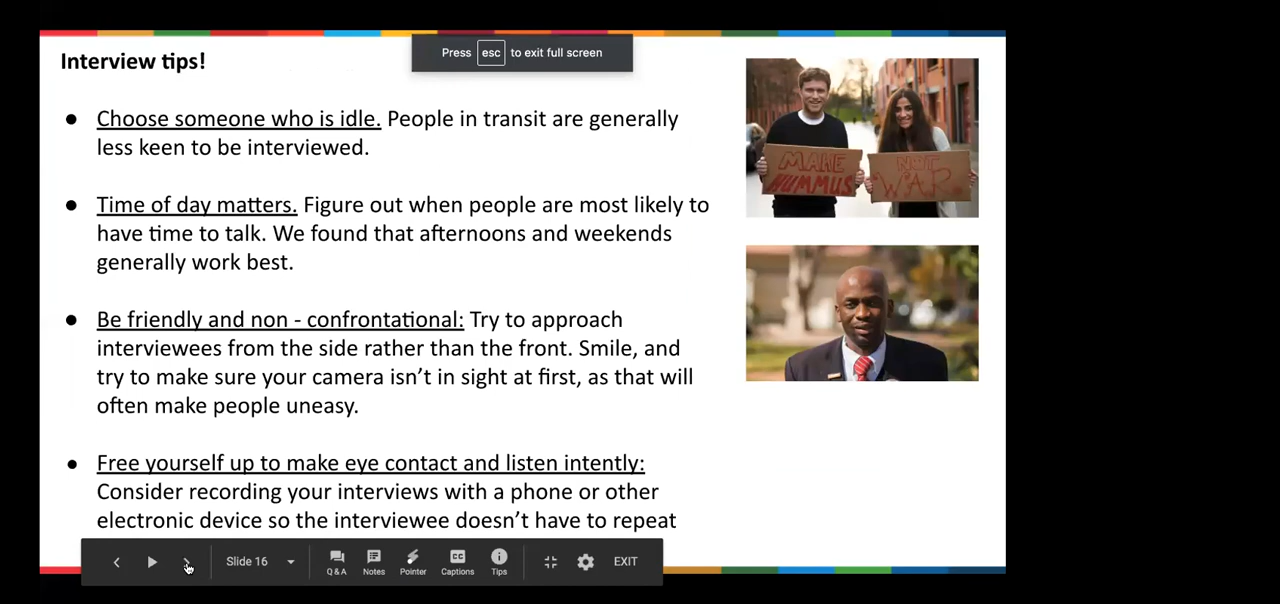 Interview tips!
Press esc to exit full screen
● Choose someone who is idle. People in transit are generally
less keen to be interviewed.
● Time of day matters. Figure out when people are most likely to
have time to talk. We found that afternoons and weekends
generally work best.
● Be friendly and non - confrontational: Try to approach
interviewees from the side rather than the front. Smile, and
try to make sure your camera isn’t in sight at first, as that will
often make people uneasy.
● Free yourself up to make eye contact and listen intently:
Consider recording your interviews with a phone or other
electronic device so the interviewee doesn’t have to repeat
MAKE
HUMMUS
NOT
WAR.
Slide 16
Q & A
Notes
Pointer
CC
Captions
Tips
EXIT